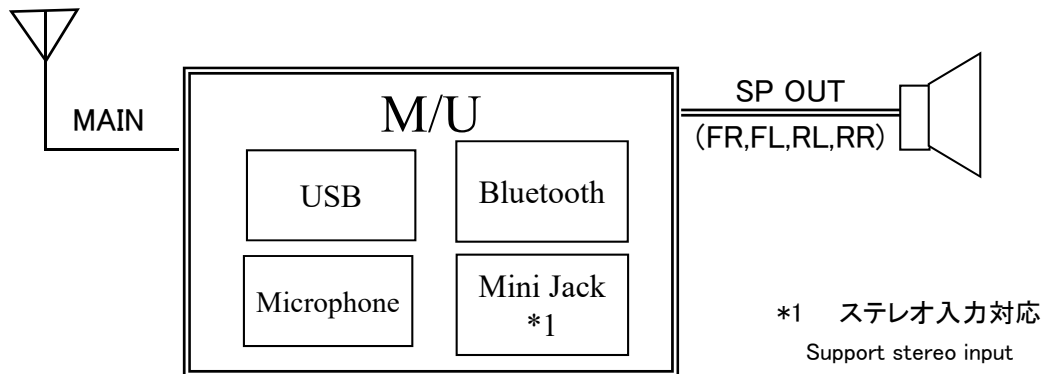 MAIN
M/U
SP OUT
(FR,FL,RL,RR)
USB
Bluetooth
Microphone
Mini Jack
*1
*1 ステレオ入力対応
Support stereo input